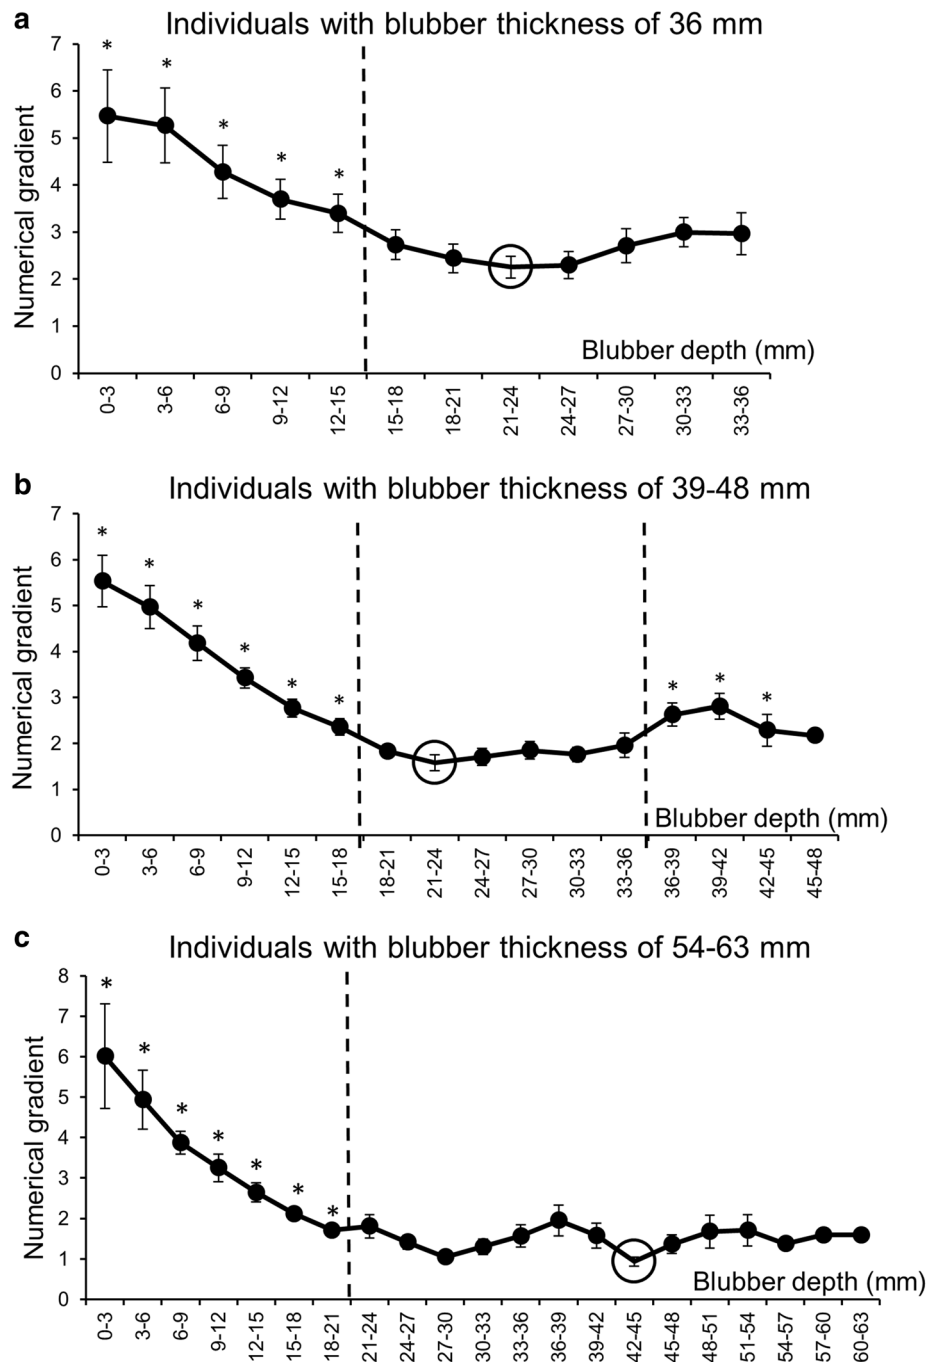 a
Individuals with blubber thickness of 36 mm
7
6
5
4
3
2
1
0
Numerical gradient
* * * * *
Blubber depth (mm)
0-3 3-6 6-9 9-12 12-15 15-18 18-21 21-24 24-27 27-30 30-33 33-36
b
Individuals with blubber thickness of 39-48 mm
7
6
5
4
3
2
1
0
Numerical gradient
* * * * * * * * *
Blubber depth (mm)
0-3 3-6 6-9 9-12 12-15 15-18 18-21 21-24 24-27 27-30 30-33 33-36 36-39 39-42 42-45 45-48
c
Individuals with blubber thickness of 54-63 mm
8
7
6
5
4
3
2
1
0
Numerical gradient
* * * * * * *
Blubber depth (mm)
0-3 3-6 6-9 9-12 12-15 15-18 18-21 21-24 24-27 27-30 30-33 33-36 36-39 39-42 42-45 45-48 48-51 51-54 54-57 57-60 60-63